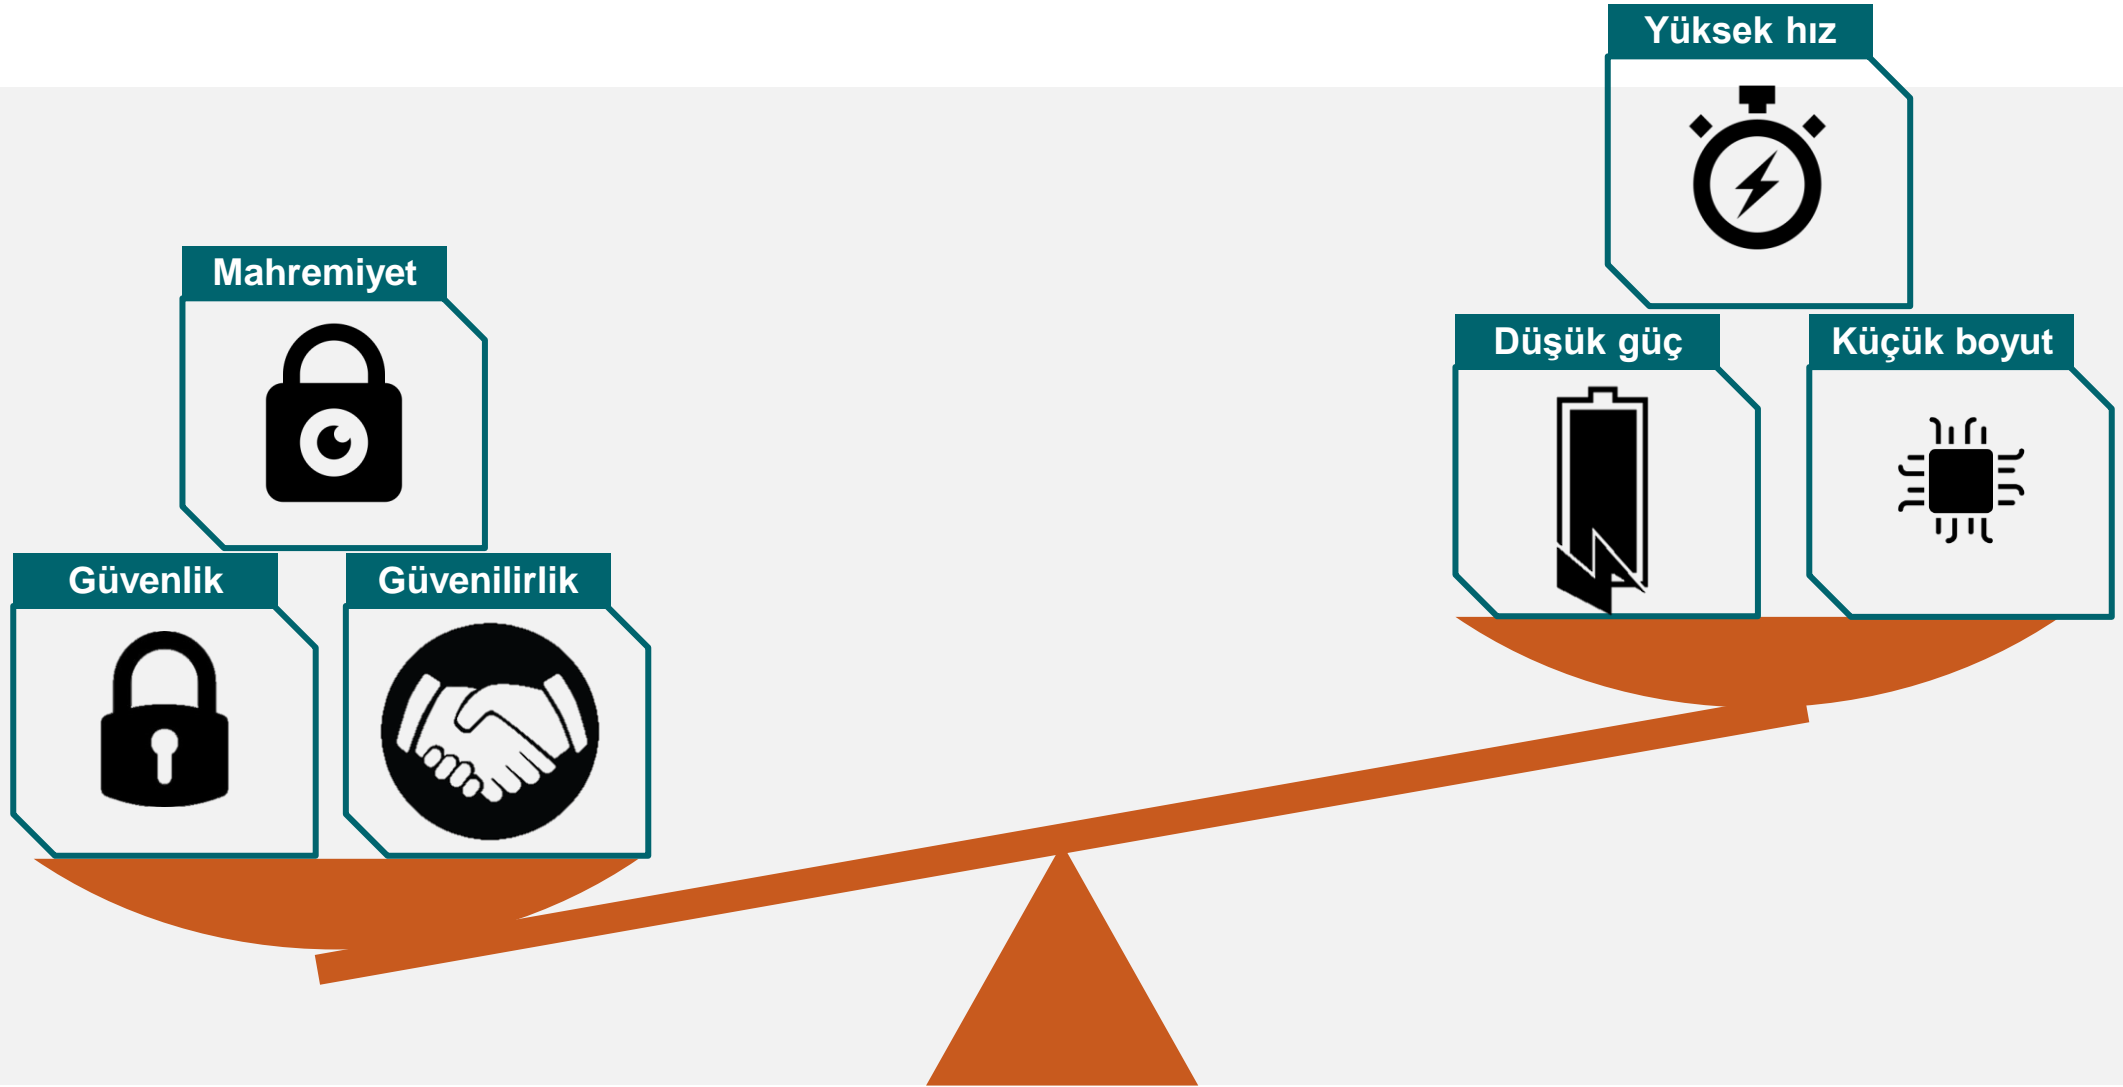 Yüksek hız
Mahremiyet
Düşük güç
Küçük boyut
Güvenlik
Güvenilirlik